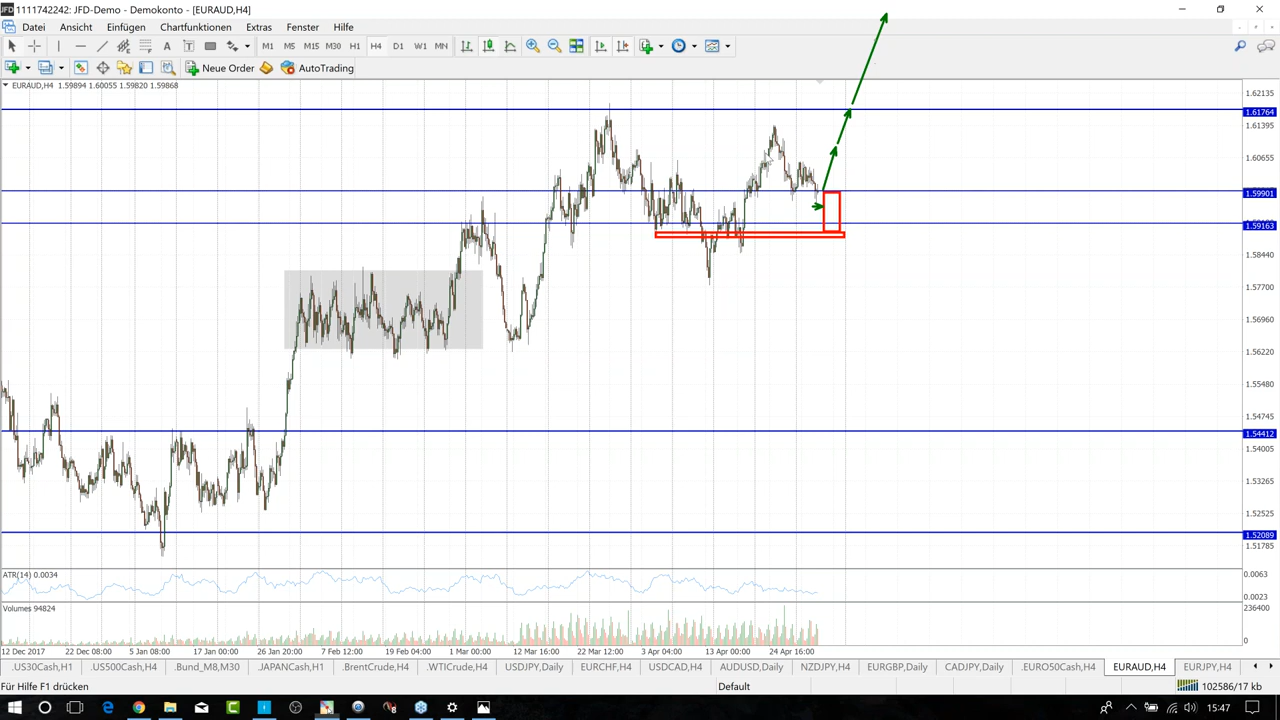 1111742242: JFD-Demo - Demokonto - [EURAUD,H4]
Datei Ansicht Einfügen Chartfunktionen Extras Fenster Hilfe
A T M1 M5 M15 M30 H1 H4 D1 W1 MN
New Order AutoTrading
EURAUD,H4 1.59894 1.60055 1.59820 1.59868
1.62135
1.61764
1.61395
1.60655
1.59901
1.59163
1.58440
1.57700
1.56960
1.56220
1.55480
1.54745
1.54412
1.54005
1.53265
1.52525
1.52089
1.51785
ATR(14) 0.0034
0.0063
0.0023
Volumes 94824
236400
0
12 Dec 2017 22 Dec 08:00 5 Jan 08:00 17 Jan 00:00 26 Jan 20:00 7 Feb 12:00 19 Feb 04:00 1 Mar 00:00 12 Mar 16:00 22 Mar 12:00 3 Apr 04:00 13 Apr 00:00 24 Apr 16:00
.US30Cash,H1 .US500Cash,H4 .Bund_M8,M30 .JAPANCash,H1 .BrentCrude,H4 .WTICrude,H4 USDJPY,Daily EURCHF,H4 USDCAD,H4 AUDUSD,Daily NZDJPY,H4 EURGBP,Daily CADJPY,Daily .EURO50Cash,H4 EURAUD,H4 EURJPY,H4
Für Hilfe F1 drücken Default 102586/17 kb
15:47